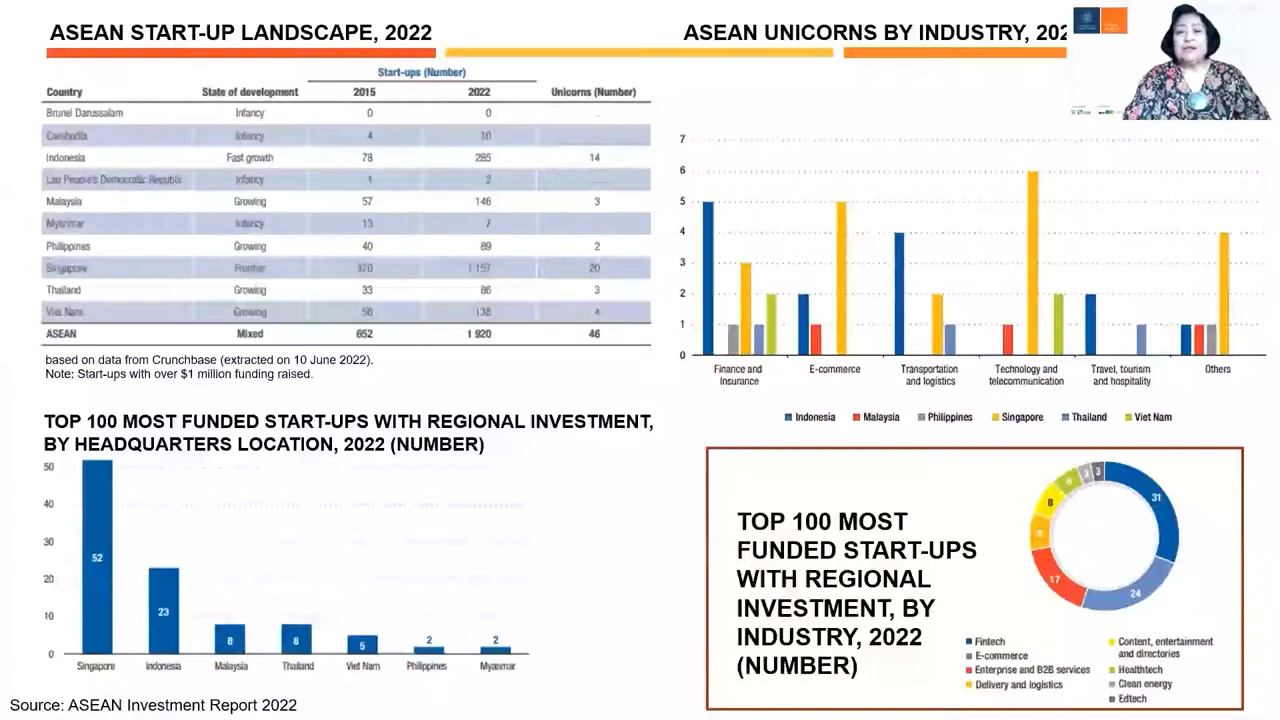 ASEAN START-UP LANDSCAPE, 2022
Start-ups (Number)
Country State of development 2015 2022 Unicorns (Number)
Brunei Darussalam Infancy 0 0
Cambodia Infancy 4 10
Indonesia Fast growth 78 285 14
Lao People's Democratic Republic Infancy 1 2
Malaysia Growing 57 146 3
Myanmar Infancy 13 7
Philippines Growing 40 89 2
Singapore Frontier 370 1 157 20
Thailand Growing 33 86 3
Viet Nam Growing 56 138 4
ASEAN Mixed 652 1 920 46
based on data from Crunchbase (extracted on 10 June 2022).
Note: Start-ups with over $1 million funding raised.
TOP 100 MOST FUNDED START-UPS WITH REGIONAL INVESTMENT,
BY HEADQUARTERS LOCATION, 2022 (NUMBER)
50
40
30
20
10
0
52
23
8
8
5
2
2
Singapore Indonesia Malaysia Thailand Viet Nam Philippines Myanmar
Source: ASEAN Investment Report 2022
ASEAN UNICORNS BY INDUSTRY, 202
7
6
5
4
3
2
1
0
Finance and E-commerce Transportation Technology and Travel, tourism Others
Insurance and logistics telecommunication and hospitality
Indonesia Malaysia Philippines Singapore Thailand Viet Nam
TOP 100 MOST
FUNDED START-UPS
WITH REGIONAL
INVESTMENT, BY
INDUSTRY, 2022
(NUMBER)
31
24
17
8
8
6
3
3
Fintech
E-commerce
Enterprise and B2B services
Delivery and logistics
Content, entertainment
and directories
Healthtech
Clean energy
Edtech